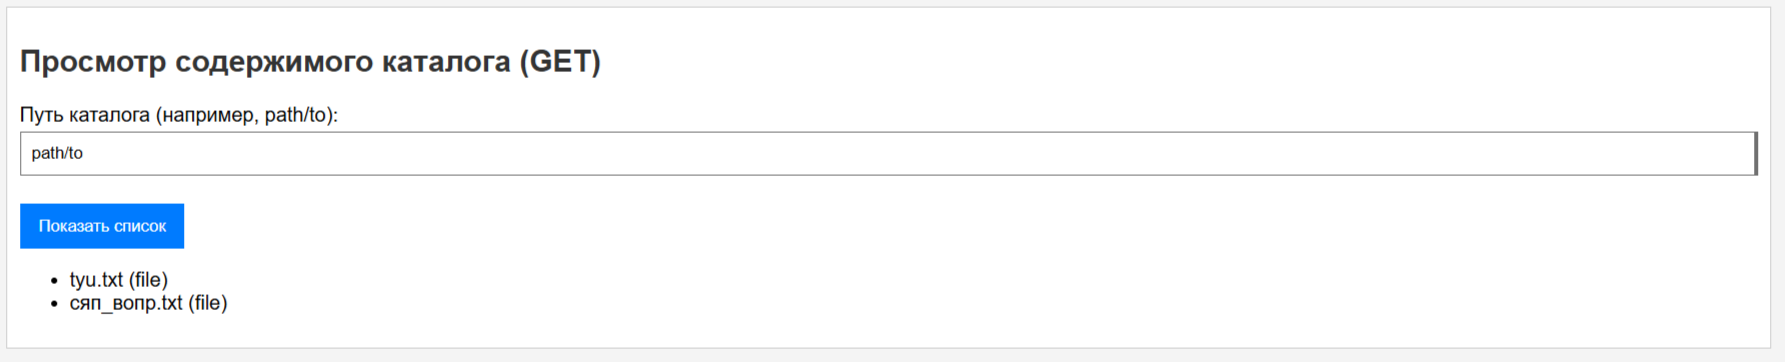 Просмотр содержимого каталога (GET)
Путь каталога (например, path/to):
path/to
Показать список
• tyu.txt (file)
• сяп_вопр.txt (file)